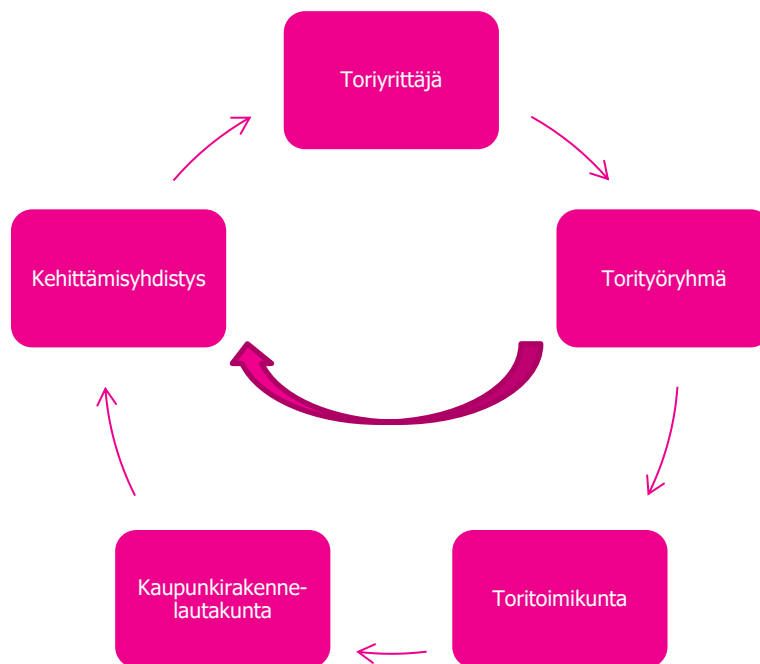 Toriyrittäjä
Torityöryhmä
Toritoimikunta
Kaupunkirakenne-
lautakunta
Kehittämisyhdistys